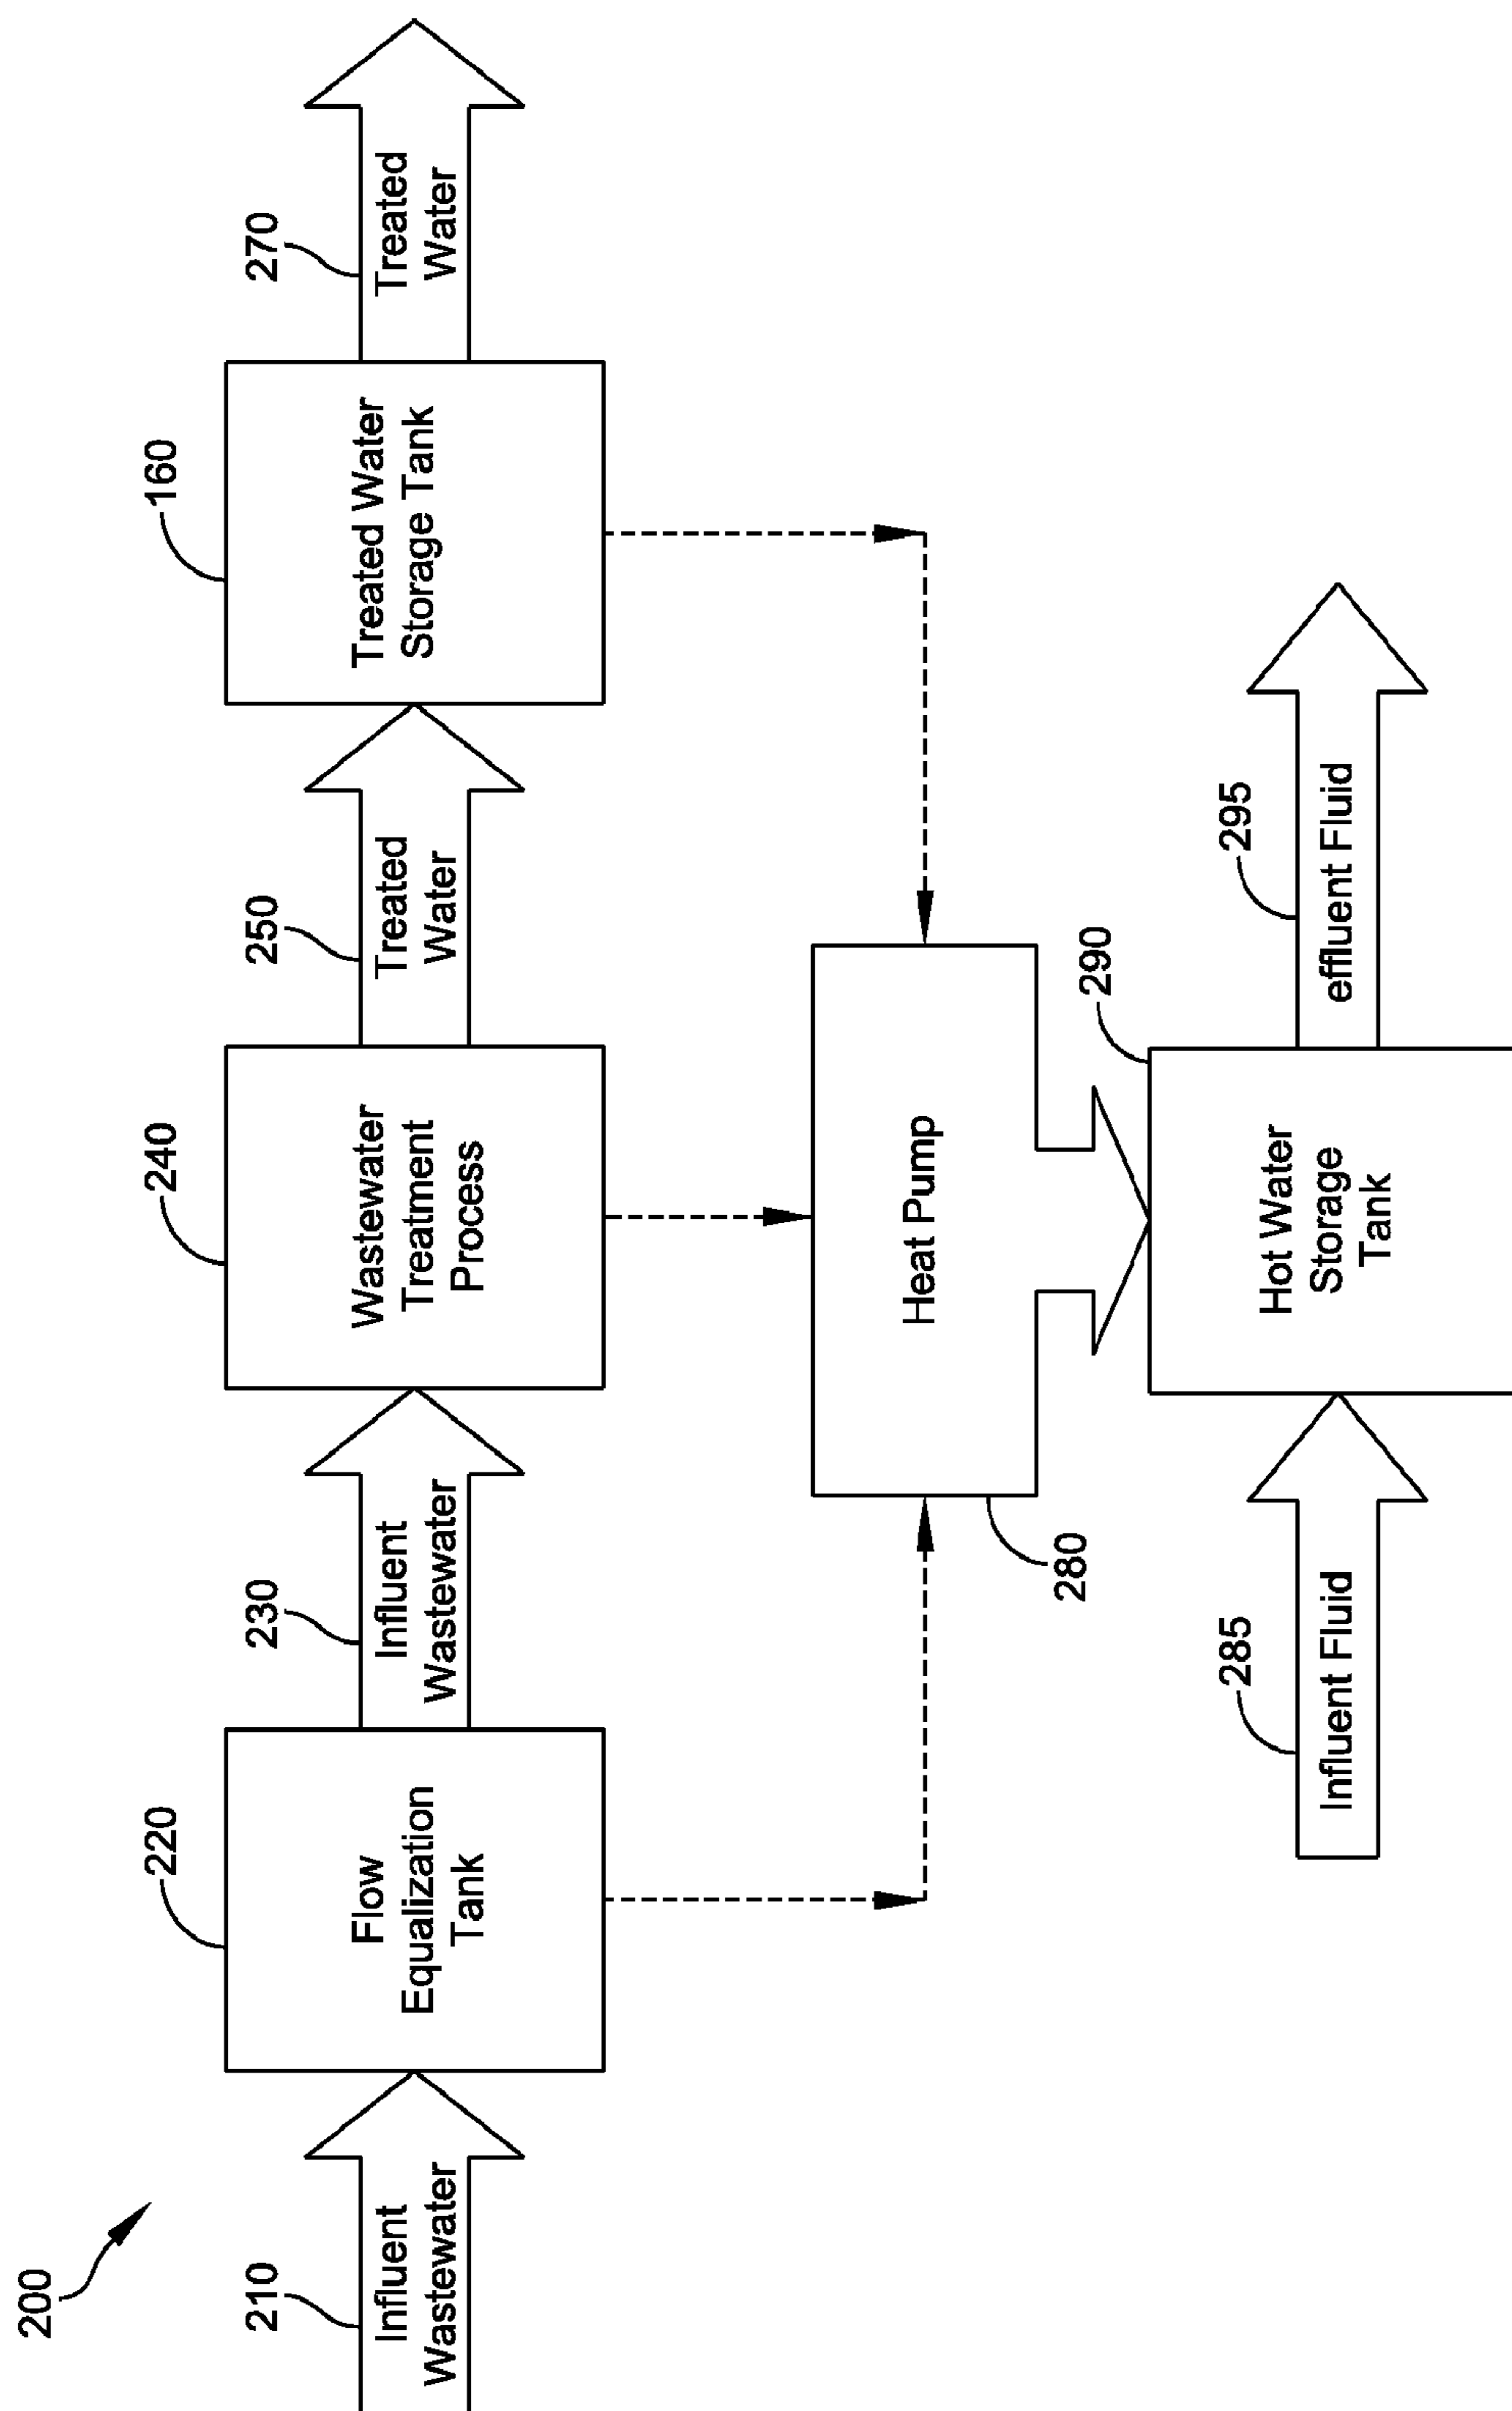 200
210
Influent
Wastewater
220
Flow
Equalization
Tank
230
Influent
Wastewater
240
Wastewater
Treatment
Process
250
Treated
Water
160
Treated Water
Storage Tank
270
Treated
Water
280
Heat Pump
285
Influent Fluid
290
Hot Water
Storage
Tank
295
effluent Fluid